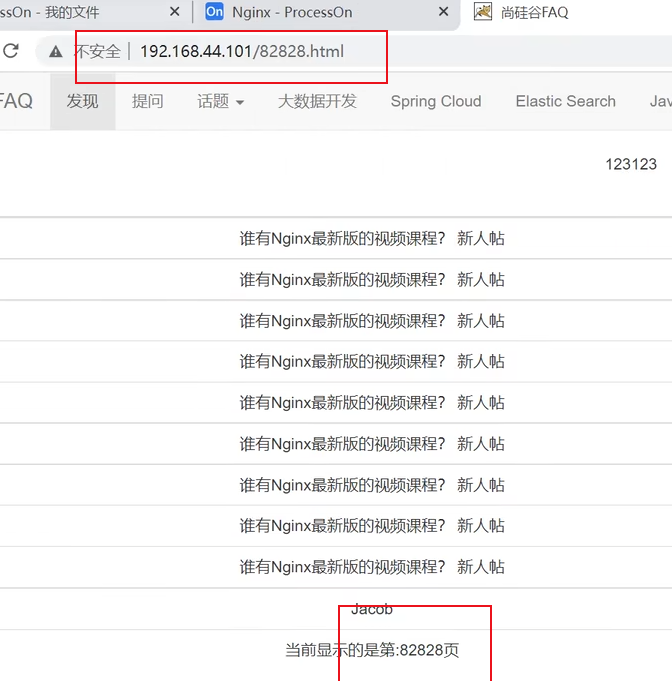 ssOn - 我的文件 × On Nginx - ProcessOn × 尚硅谷FAQ
不安全 | 192.168.44.101/82828.html
FAQ 发现 提问 话题 大数据开发 Spring Cloud Elastic Search Jav
123123
谁有Nginx最新版的视频课程? 新人帖
谁有Nginx最新版的视频课程? 新人帖
谁有Nginx最新版的视频课程? 新人帖
谁有Nginx最新版的视频课程? 新人帖
谁有Nginx最新版的视频课程? 新人帖
谁有Nginx最新版的视频课程? 新人帖
谁有Nginx最新版的视频课程? 新人帖
谁有Nginx最新版的视频课程? 新人帖
谁有Nginx最新版的视频课程? 新人帖
Jacob
当前显示的是第:82828页